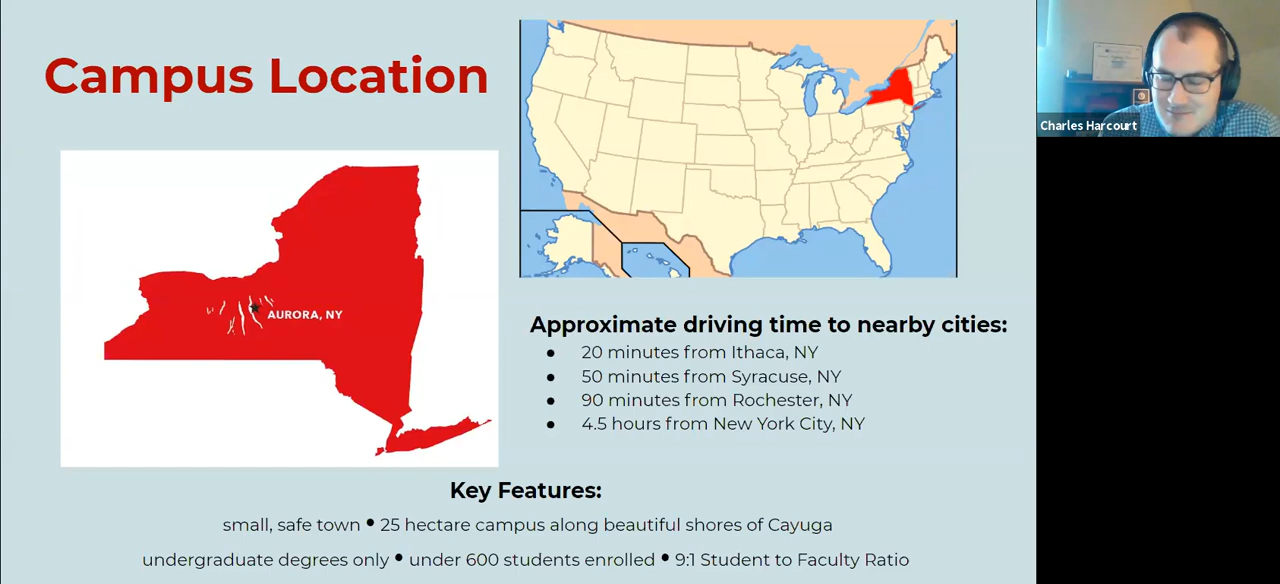 Campus Location
AURORA, NY
Approximate driving time to nearby cities:
● 20 minutes from Ithaca, NY
● 50 minutes from Syracuse, NY
● 90 minutes from Rochester, NY
● 4.5 hours from New York City, NY
Key Features:
small, safe town • 25 hectare campus along beautiful shores of Cayuga
undergraduate degrees only • under 600 students enrolled • 9:1 Student to Faculty Ratio
Charles Harcourt